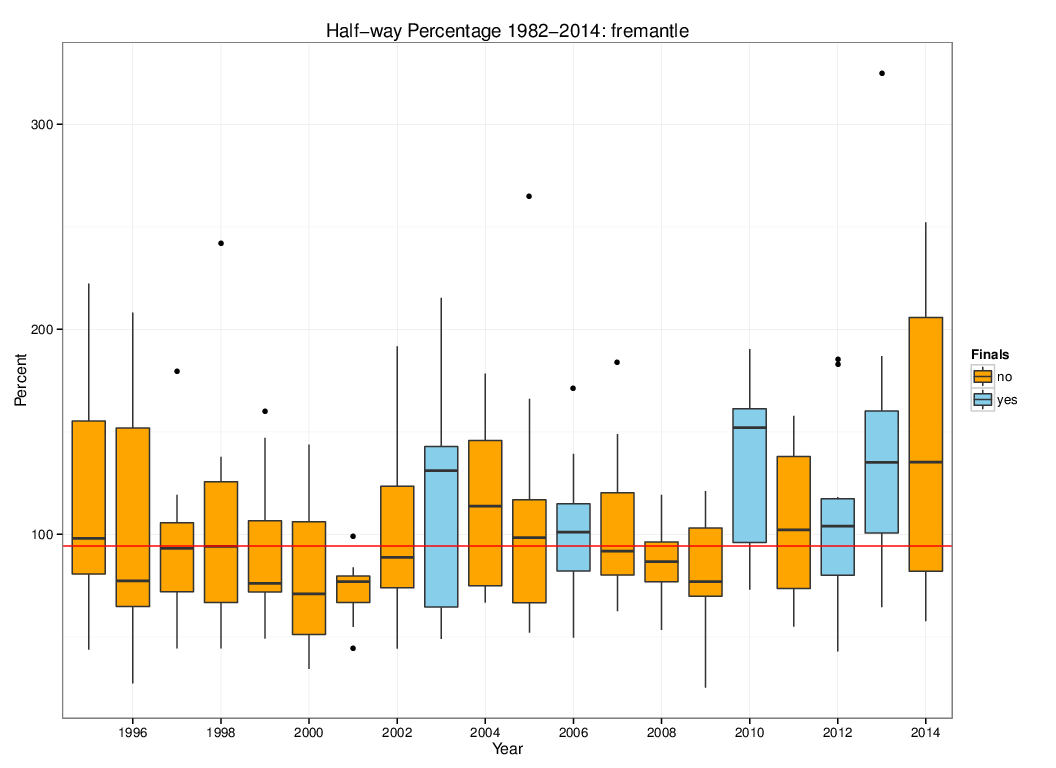 Half−way Percentage 1982−2014: fremantle
300
200
100
Percent
1996 1998 2000 2002 2004 2006 2008 2010 2012 2014
Year
Finals
no
yes